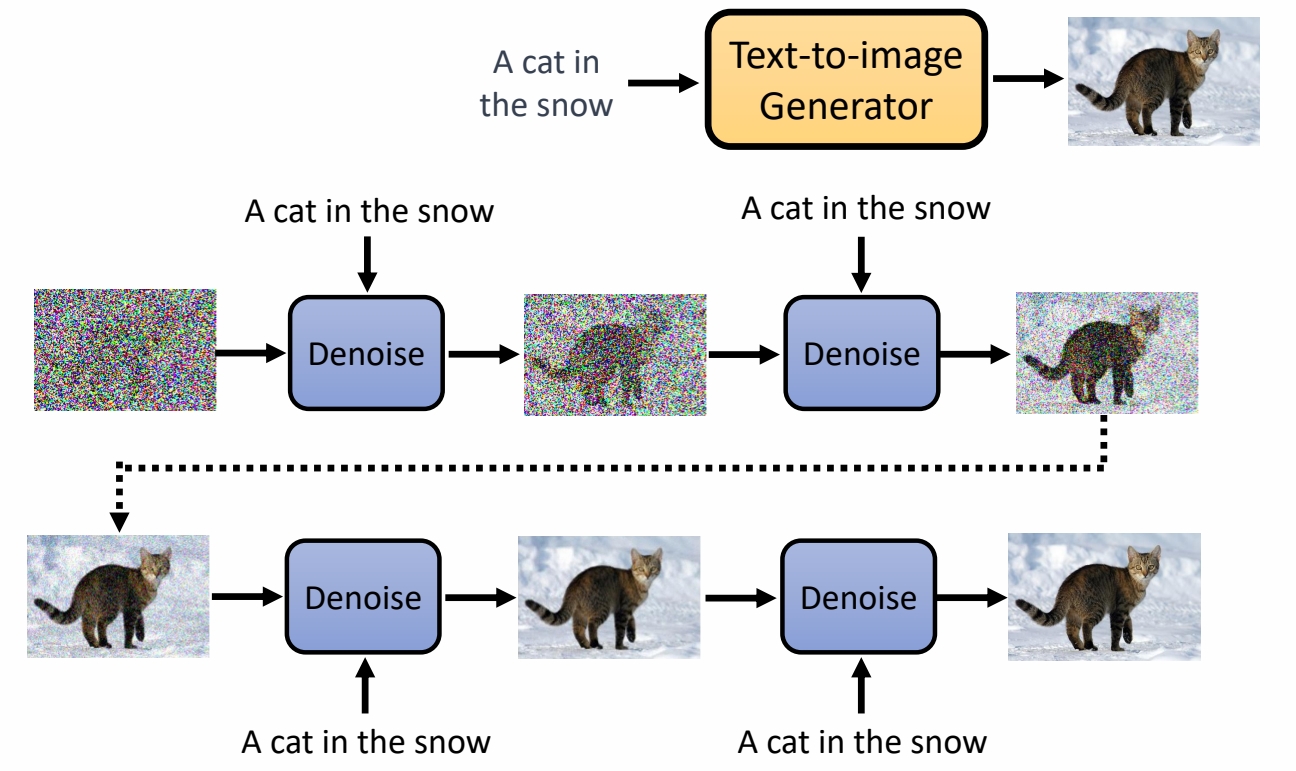 A cat in
the snow
Text-to-image
Generator
A cat in the snow
A cat in the snow
Denoise
Denoise
Denoise
Denoise
A cat in the snow
A cat in the snow